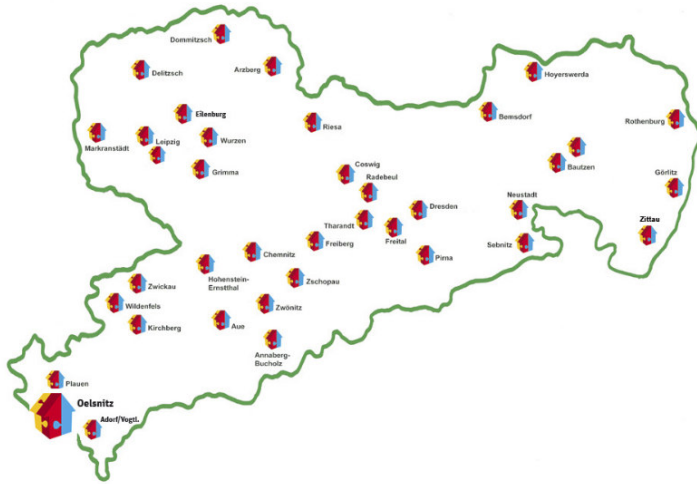 Dommitzsch
Delitzsch
Arzberg
Hoyerswerda
Eilenburg
Bernsdorf
Rothenburg
Riesa
Markranstädt
Leipzig
Wurzen
Bautzen
Grimma
Coswig
Radebeul
Görlitz
Neustadt
Dresden
Tharandt
Freital
Zittau
Freiberg
Sebnitz
Chemnitz
Pirna
Hohenstein-
Ernstthal
Zschopau
Zwickau
Wildenfels
Zwönitz
Kirchberg
Aue
Annaberg-
Bucholz
Plauen
Oelsnitz
Adorf/Vogtl.